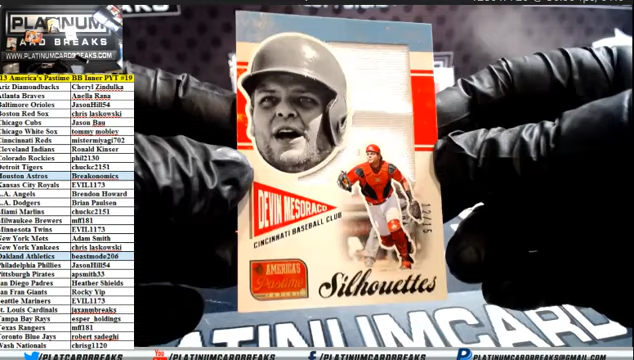 PLATINUM
CARD BREAKS
WWW.PLATINUMCARDBREAKS.COM
13 America's Pastime BB Inner PYT #19
Ariz Diamondbacks Cheryl Zindulka
Atlanta Braves Anella Rana
Baltimore Orioles JasonHill54
Boston Red Sox chris laskowski
Chicago Cubs Jason Bau
Chicago White Sox tommy mobley
Cincinnati Reds mistermiyagi702
Cleveland Indians Ronald Kinser
Colorado Rockies phil2130
Detroit Tigers chuckc2151
Houston Astros Breakonomics
Kansas City Royals EVIL1173
L.A. Angels Brendon Howard
L.A. Dodgers Brian Paulsen
Miami Marlins chuckc2151
Milwaukee Brewers mff181
Minnesota Twins EVIL1173
New York Mets Adam Smith
New York Yankees chris laskowski
Oakland Athletics beastmode206
Philadelphia Phillies JasonHill54
Pittsburgh Pirates apsmith33
San Diego Padres Heather Shields
San Fran Giants Rocky Yip
Seattle Mariners EVIL1173
St. Louis Cardinals jaxanmbreaks
Tampa Bay Rays esper_holdings
Texas Rangers mff181
Toronto Blue Jays robert sadeghi
Wash Nationals chrisg1120
DEVIN MESORACO
CINCINNATI BASEBALL CLUB
AMERICA'S
Pastime
Silhouettes
PLATINUMCARD
/PLATCARDBREAKS
/PLATINUMCARDBREAKS